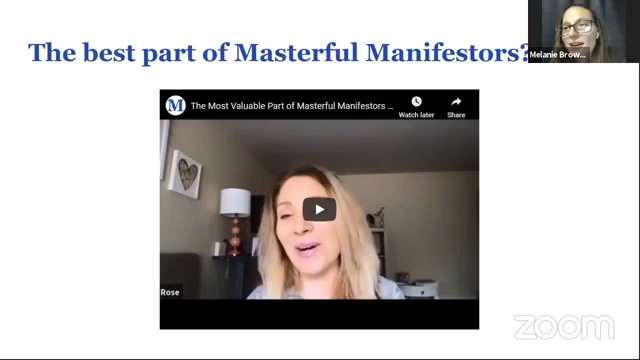 The best part of Masterful Manifestors?
Melanie Brow...
M
The Most Valuable Part of Masterful Manifestors ...
Watch later
Share
Rose
zoom